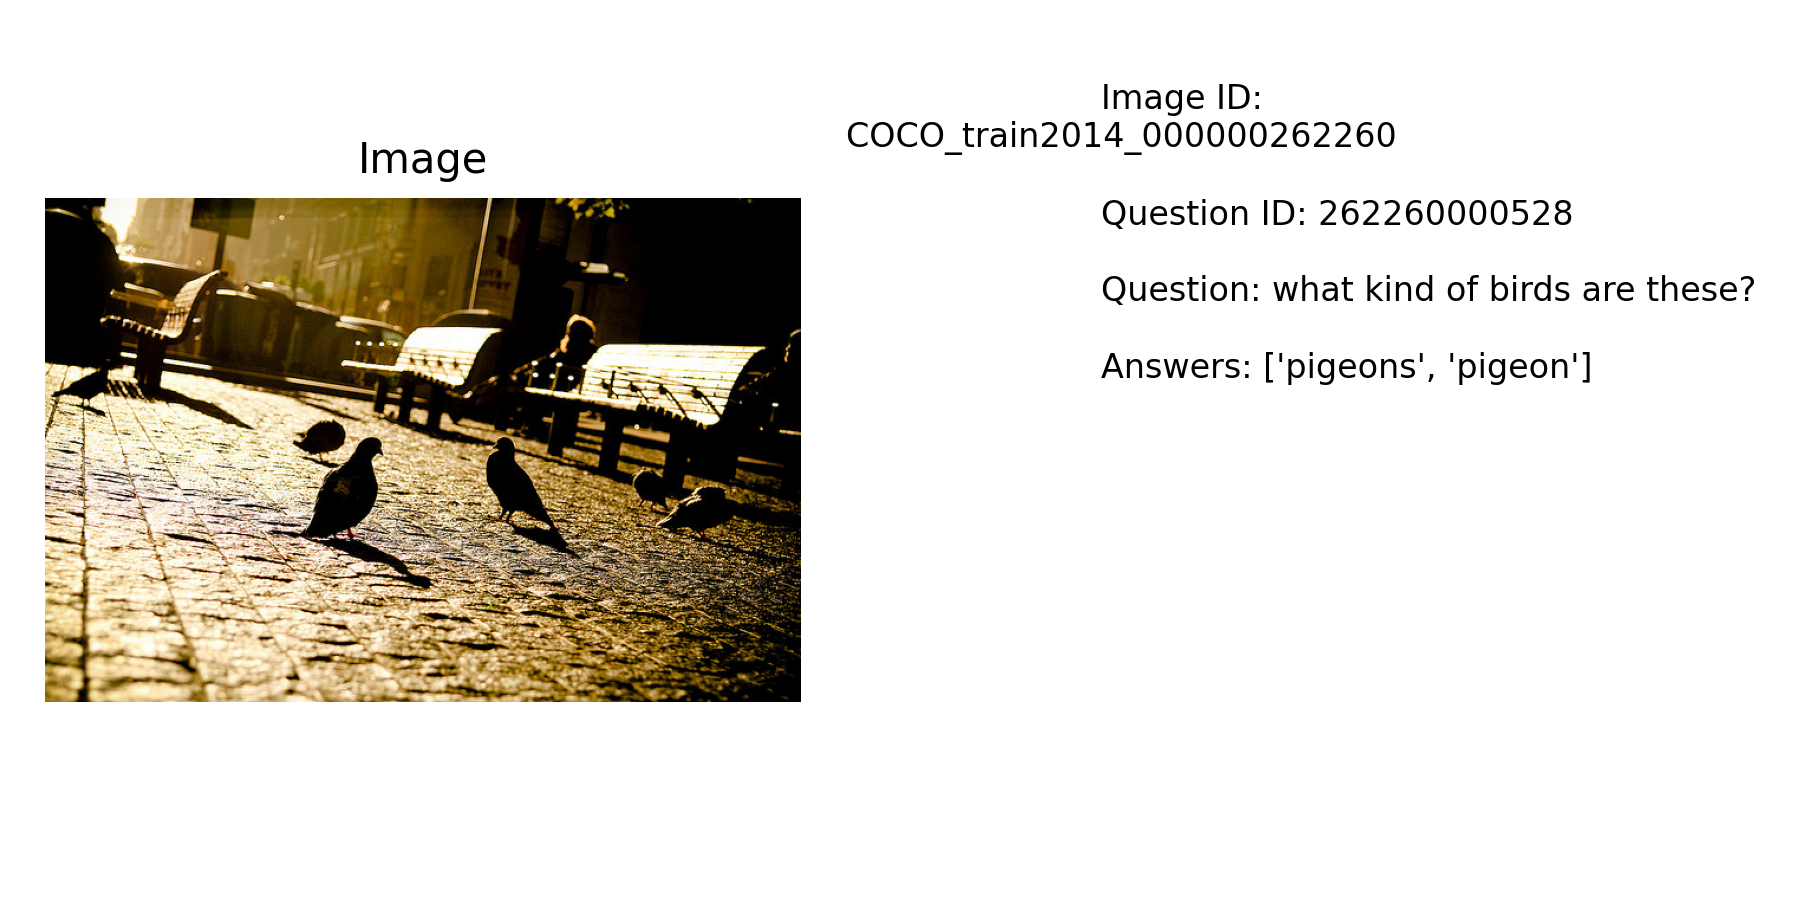 Image
Image ID:
COCO_train2014_000000262260
Question ID: 262260000528
Question: what kind of birds are these?
Answers: ['pigeons', 'pigeon']